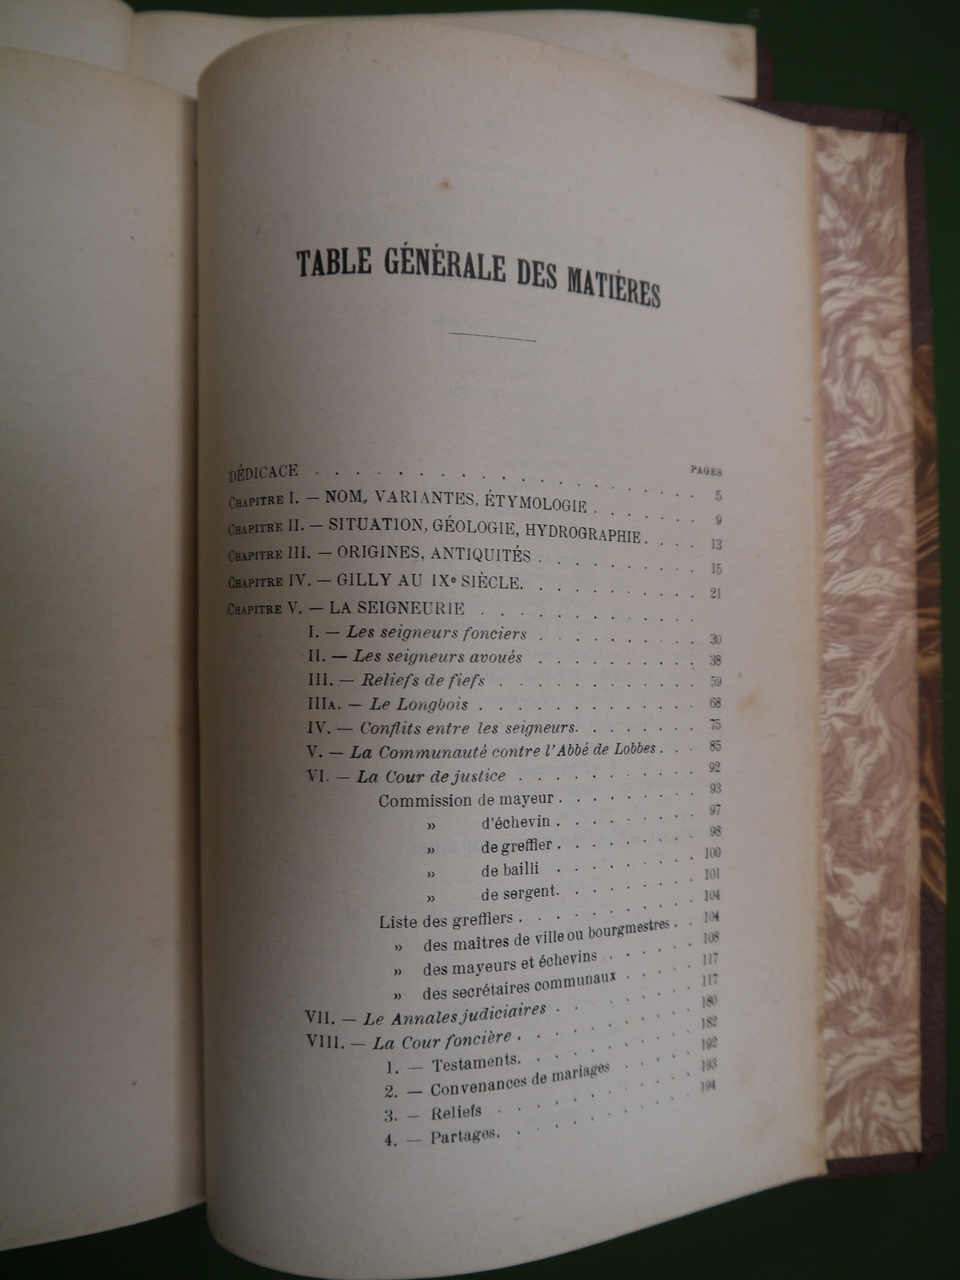 TABLE GÉNÉRALE DES MATIÈRES
PAGES
DÉDICACE . . . . . . . . . . . . . . 5
CHAPITRE I. — NOM, VARIANTES, ÉTYMOLOGIE . . . . . 9
CHAPITRE II. — SITUATION, GÉOLOGIE, HYDROGRAPHIE. . . . 13
CHAPITRE III. — ORIGINES, ANTIQUITÉS . . . . . . . 15
CHAPITRE IV. — GILLY AU IXe SIÈCLE. . . . . . . . 21
CHAPITRE V. — LA SEIGNEURIE . . . . . . . . .
I. — Les seigneurs fonciers . . . . . . . . 30
II. — Les seigneurs avoués . . . . . . . . 38
III. — Reliefs de fiefs . . . . . . . . . 59
IIIA. — Le Longbois . . . . . . . . . . 68
IV. — Conflits entre les seigneurs. . . . . . . 75
V. — La Communauté contre l'Abbé de Lobbes . . . 85
VI. — La Cour de justice . . . . . . . . . 92
Commission de mayeur . . . . . . . . 93
» d'échevin . . . . . . . . 97
» de greffier . . . . . . . . 98
» de bailli . . . . . . . . 100
» de sergent. . . . . . . . 101
Liste des greffiers . . . . . . . . . 104
» des maîtres de ville ou bourgmestres . . 104
» des mayeurs et échevins . . . . . 108
» des secrétaires communaux . . . . 117
VII. — Le Annales judiciaires . . . . . . . 117
VIII. — La Cour foncière . . . . . . . . 180
1. — Testaments. . . . . . . . . 182
2. — Convenances de mariages . . . . 192
3. — Reliefs . . . . . . . . . 193
4. — Partages. . . . . . . . . 194